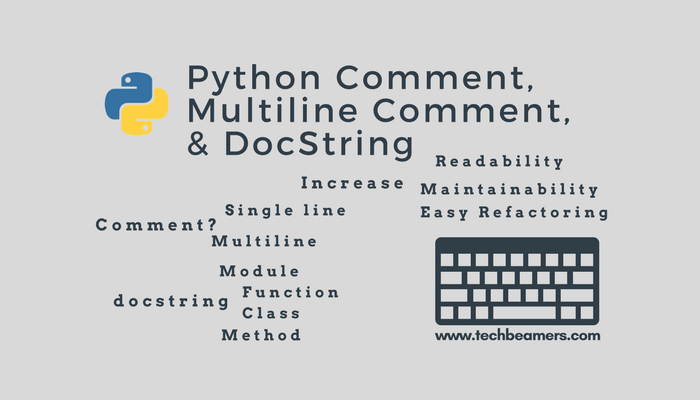 Python Comment,
Multiline Comment,
& DocString
Readability
Increase
Maintainability
Single line
Easy Refactoring
Comment?
Multiline
Module
Function
docstring
Class
Method
www.techbeamers.com